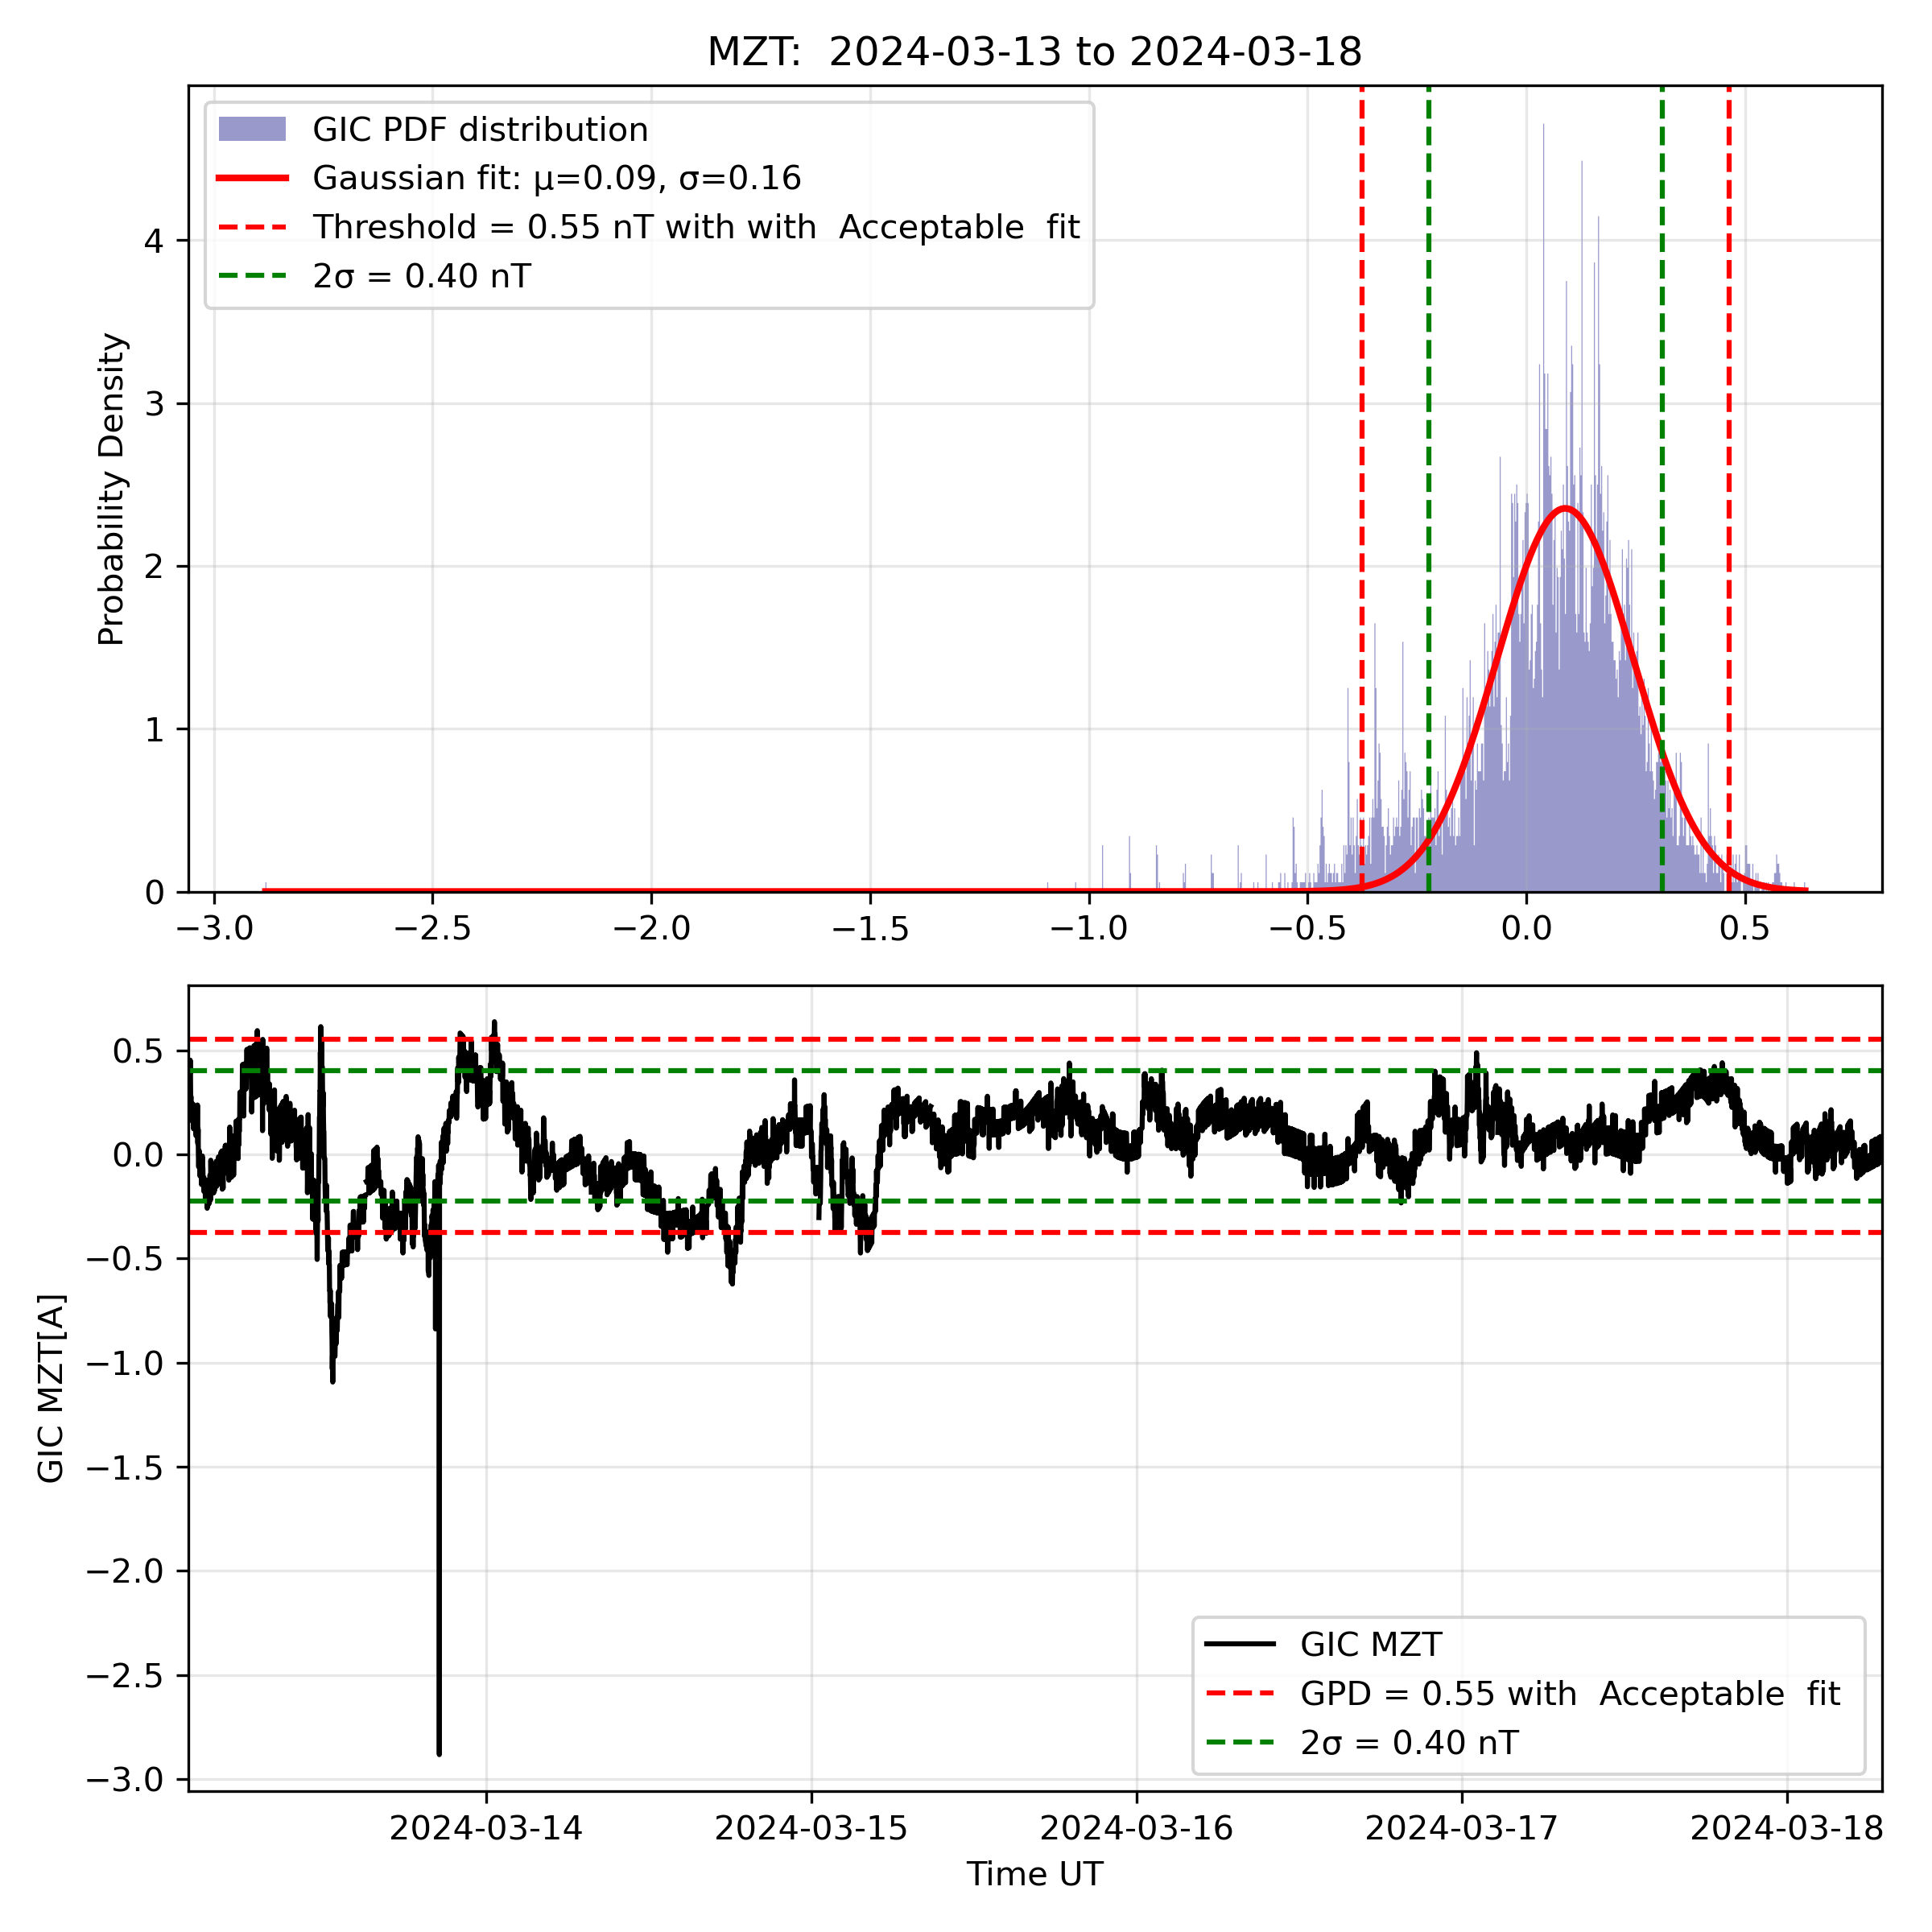 MZT:  2024-03-13 to 2024-03-18
GIC PDF distribution
Gaussian fit: μ=0.09, σ=0.16
Threshold = 0.55 nT with with  Acceptable  fit
2σ = 0.40 nT
Probability Density
4
3
2
1
0
−3.0 −2.5 −2.0 −1.5 −1.0 −0.5 0.0 0.5
GIC MZT[A]
0.5
0.0
−0.5
−1.0
−1.5
−2.0
−2.5
−3.0
GIC MZT
GPD = 0.55 with  Acceptable  fit
2σ = 0.40 nT
2024-03-14 2024-03-15 2024-03-16 2024-03-17 2024-03-18
Time UT